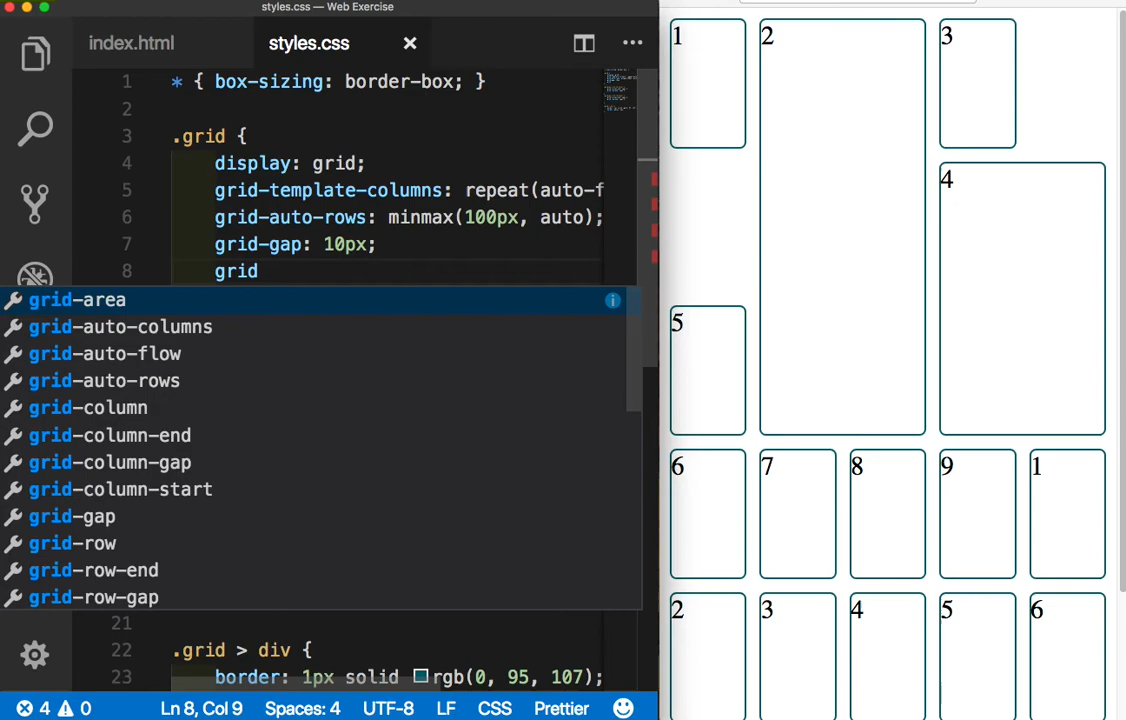 styles.css — Web Exercise
index.html
styles.css
1 * { box-sizing: border-box; }
2
3 .grid {
4 display: grid;
5 grid-template-columns: repeat(auto-f
6 grid-auto-rows: minmax(100px, auto);
7 grid-gap: 10px;
8 grid
grid-area
grid-auto-columns
grid-auto-flow
grid-auto-rows
grid-column
grid-column-end
grid-column-gap
grid-column-start
grid-gap
grid-row
grid-row-end
grid-row-gap
21
22 .grid > div {
23 border: 1px solid rgb(0, 95, 107);
4 0 Ln 8, Col 9 Spaces: 4 UTF-8 LF CSS Prettier
1 2 3
4
5
6 7 8 9 1
2 3 4 5 6